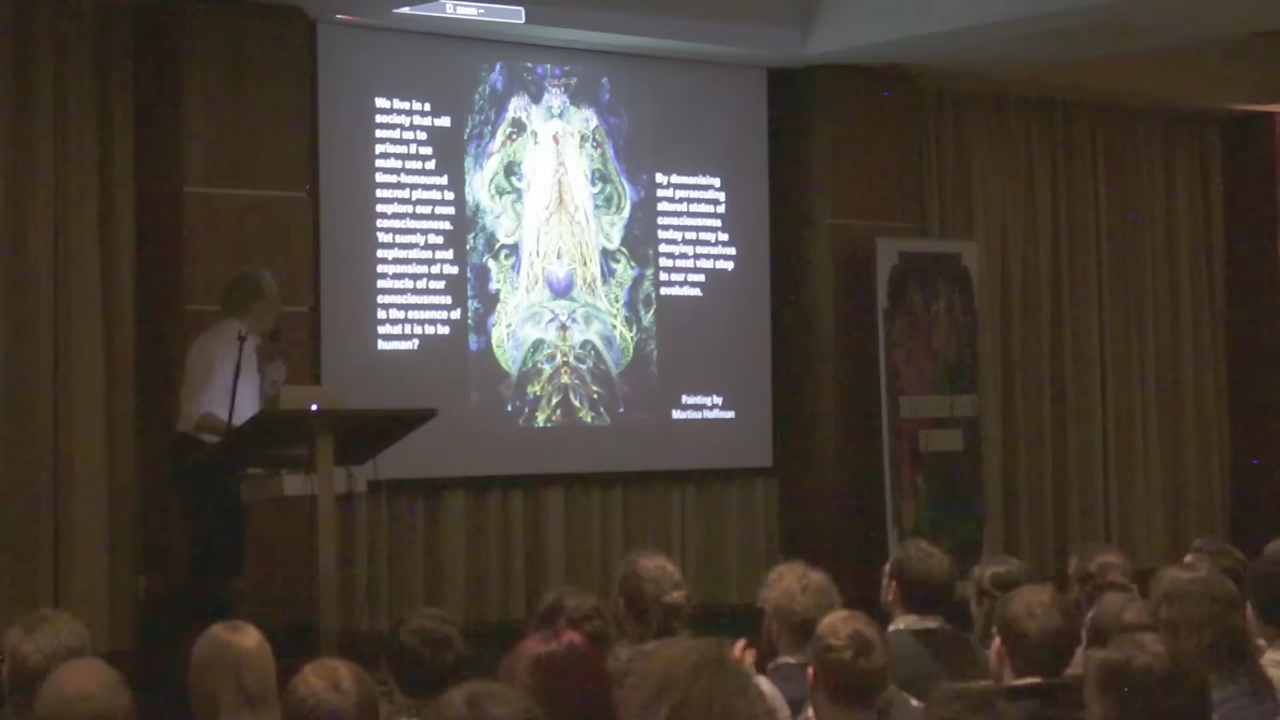 D. zoom
We live in a
society that will
send us to
prison if we
make use of
time-honoured
sacred plants to
explore our own
consciousness.
Yet surely the
exploration and
expansion of the
miracle of our
consciousness
is the essence of
what it is to be
human?
By demonising
and persecuting
altered states of
consciousness
today we may be
denying ourselves
the next vital step
in our own
evolution.
Painting by
Martina Hoffman